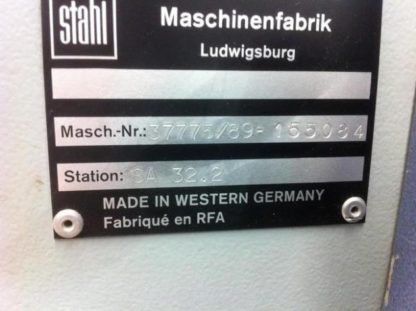 stahl
Maschinenfabrik
Ludwigsburg
Masch.-Nr.: 37775/89-155084
Station: SA 32.2
MADE IN WESTERN GERMANY
Fabriqué en RFA